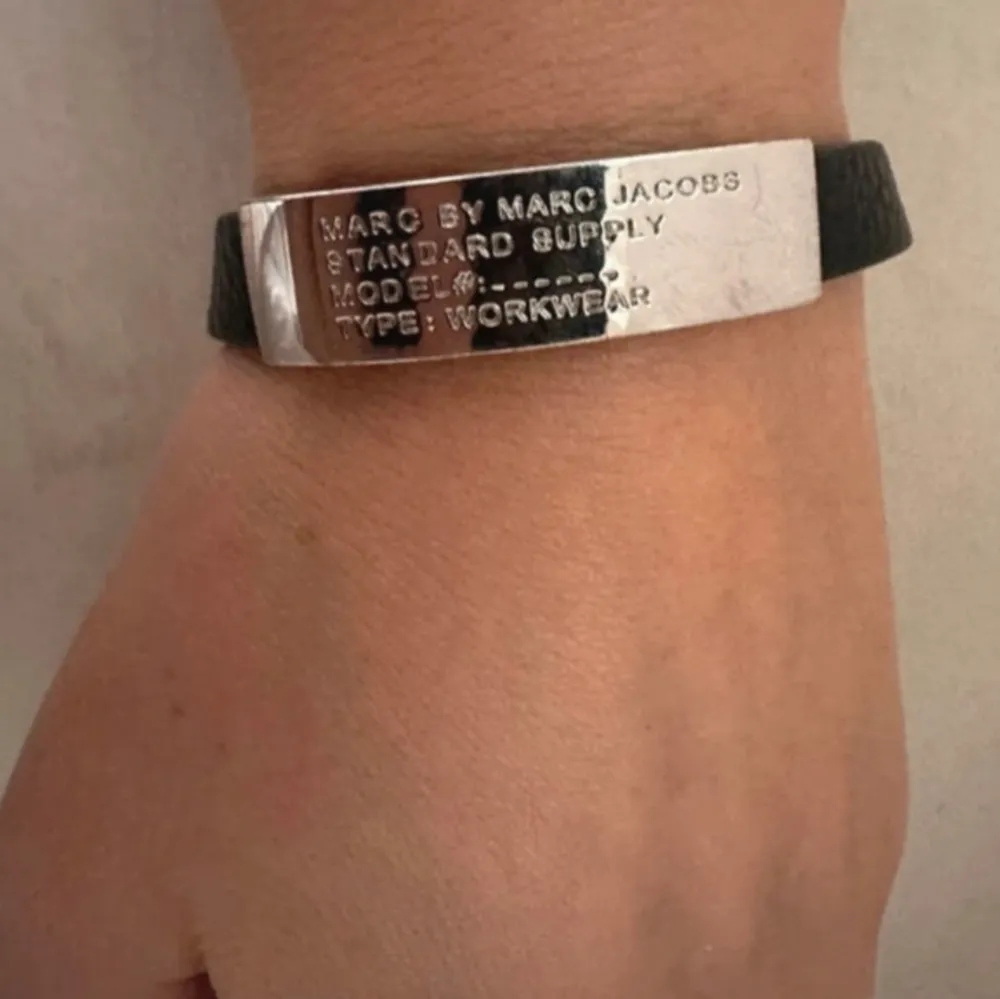 MARC BY MARC JACOBS
STANDARD SUPPLY
MODEL#:------
TYPE: WORKWEAR